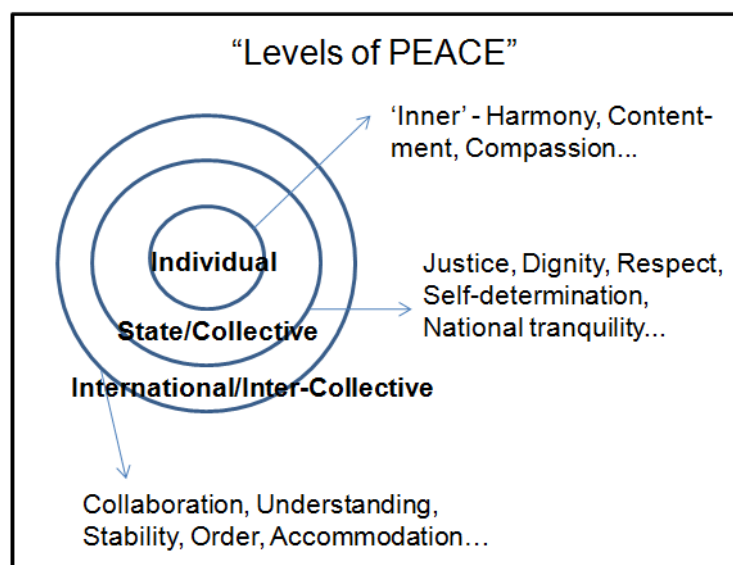 “Levels of PEACE”
‘Inner’ - Harmony, Content-
ment, Compassion...
Individual
Justice, Dignity, Respect,
Self-determination,
National tranquility...
State/Collective
International/Inter-Collective
Collaboration, Understanding,
Stability, Order, Accommodation...